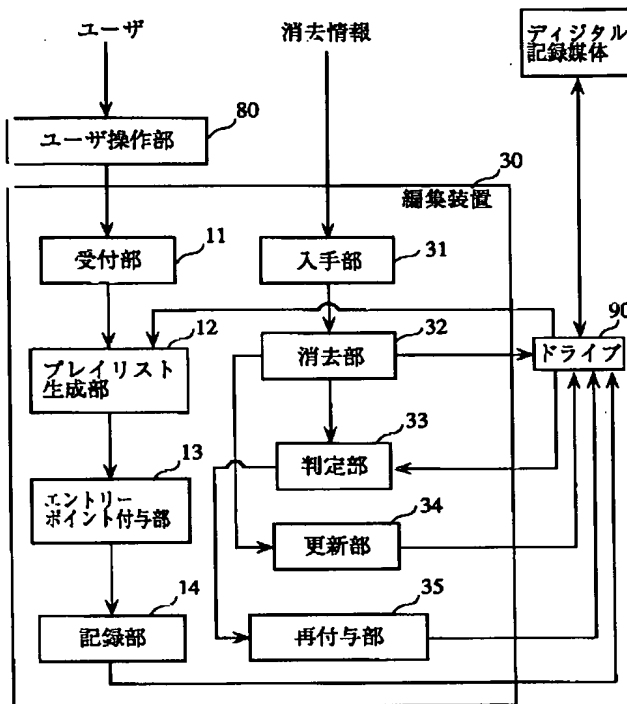 ユーザ
消去情報
ディジタル
記録媒体
80
ユーザ操作部
30
編集装置
11
受付部
31
入手部
12
プレイリスト
生成部
32
消去部
90
ドライブ
33
判定部
13
エントリー
ポイント付与部
34
更新部
14
記録部
35
再付与部